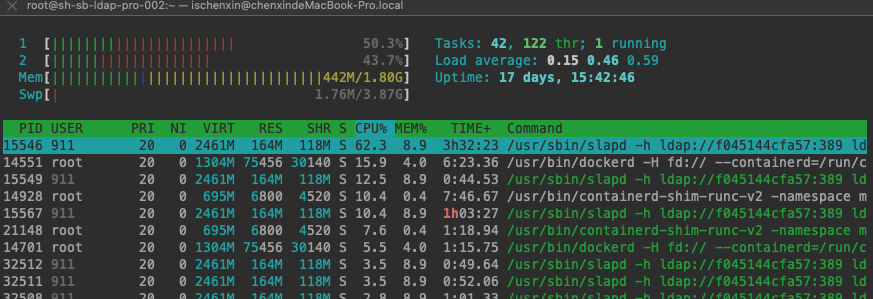 root@sh-sb-ldap-pro-002:~ — ischenxin@chenxindeMacBook-Pro.local
1 [||||||||||||||||||||||| 50.3%] Tasks: 42, 122 thr; 1 running
2 [|||||||||||||||||||| 43.7%] Load average: 0.15 0.46 0.59
Mem[||||||||||||||||||||||||||||||||||442M/1.80G] Uptime: 17 days, 15:42:46
Swp[| 1.76M/3.87G]
PID USER PRI NI VIRT RES SHR S CPU% MEM% TIME+ Command
15546 911 20 0 2461M 164M 118M S 62.3 8.9 3h32:23 /usr/sbin/slapd -h ldap://f045144cfa57:389 ld
14551 root 20 0 1304M 75456 30140 S 15.9 4.0 6:23.36 /usr/bin/dockerd -H fd:// --containerd=/run/c
15549 911 20 0 2461M 164M 118M S 12.5 8.9 0:44.53 /usr/sbin/slapd -h ldap://f045144cfa57:389 ld
14928 root 20 0 695M 6800 4520 S 10.4 0.4 7:46.67 /usr/bin/containerd-shim-runc-v2 -namespace m
15567 911 20 0 2461M 164M 118M S 10.4 8.9 1h03:27 /usr/sbin/slapd -h ldap://f045144cfa57:389 ld
21148 root 20 0 695M 6800 4520 S 7.6 0.4 1:18.94 /usr/bin/containerd-shim-runc-v2 -namespace m
14701 root 20 0 1304M 75456 30140 S 5.5 4.0 1:15.75 /usr/bin/dockerd -H fd:// --containerd=/run/c
32512 911 20 0 2461M 164M 118M S 3.5 8.9 0:49.64 /usr/sbin/slapd -h ldap://f045144cfa57:389 ld
32511 911 20 0 2461M 164M 118M S 3.5 8.9 0:52.06 /usr/sbin/slapd -h ldap://f045144cfa57:389 ld
32508 911 20 0 2461M 164M 118M S 2.8 8.9 1:01.33 /usr/sbin/slapd -h ldap://f045144cfa57:389 ld